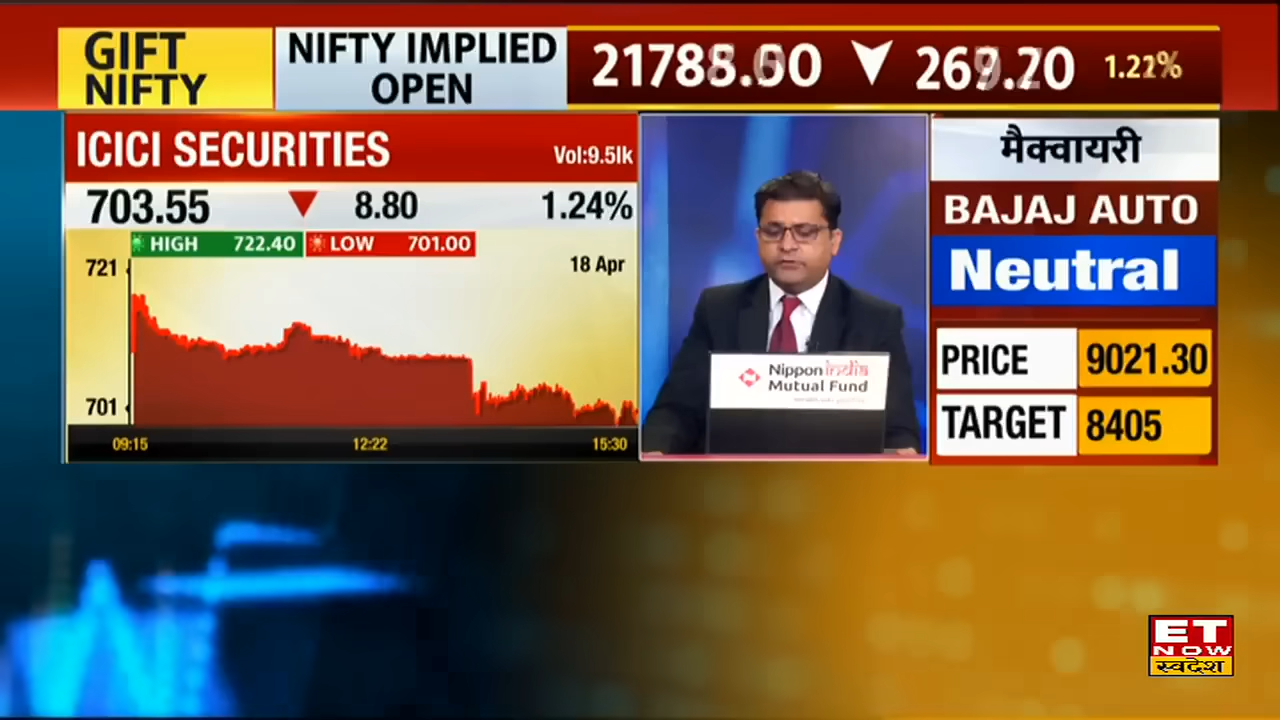 GIFT
NIFTY
NIFTY IMPLIED
OPEN
1.22%
ICICI SECURITIES
Vol:9.5lk
703.55
8.80
1.24%
HIGH 722.40
LOW 701.00
18 Apr
721
701
09:15
12:22
15:30
Nippon india
Mutual Fund
मैक्वायरी
BAJAJ AUTO
Neutral
PRICE 9021.30
TARGET 8405
ET
NOW
स्वदेश